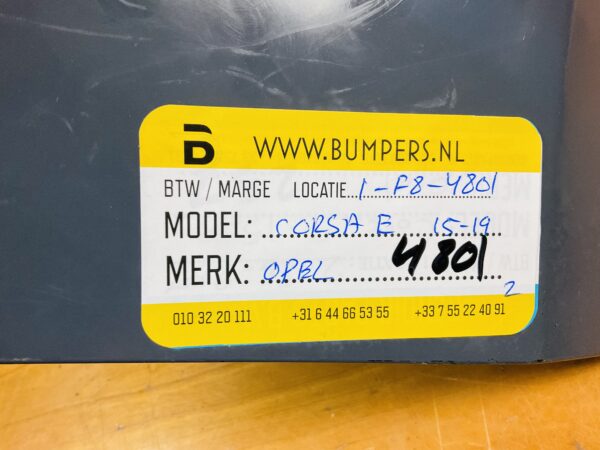 B WWW.BUMPERS.NL
BTW / MARGE LOCATIE 1-F8-4801
MODEL: CORSA E 15-19
MERK: OPEL 4801
2
010 32 20 111 +31 6 44 66 53 55 +33 7 55 22 40 91